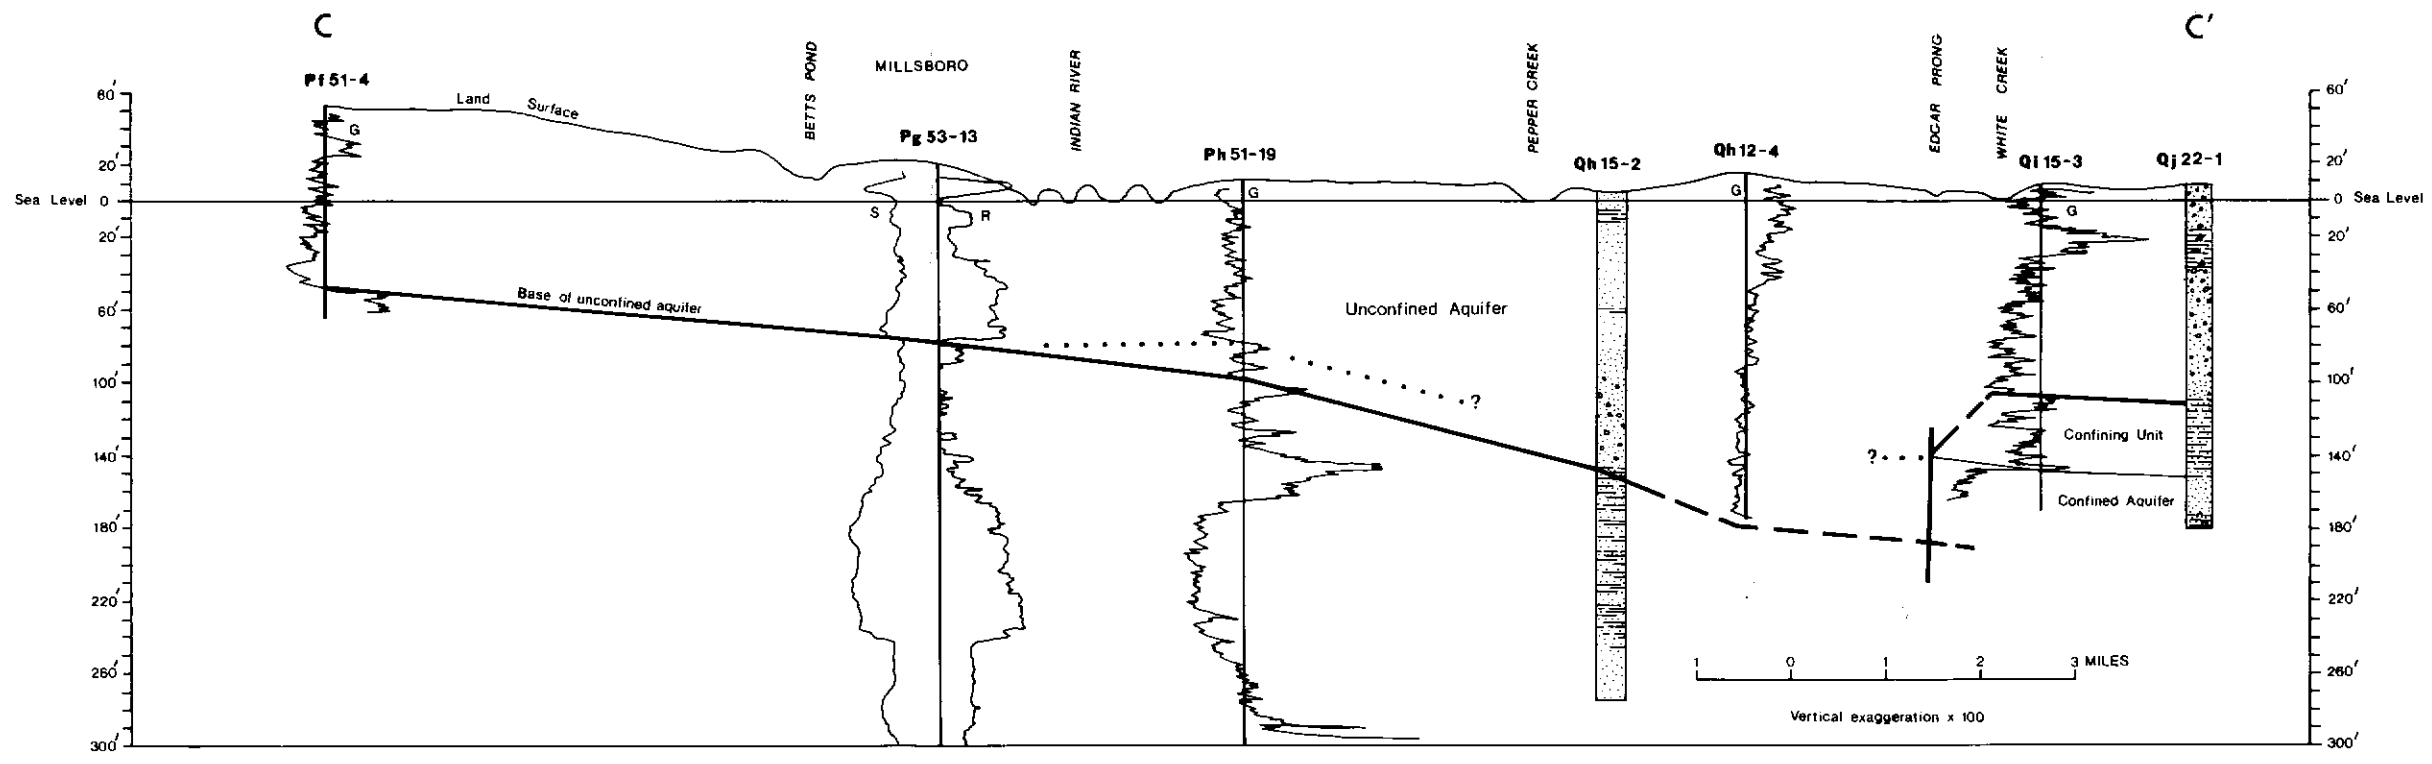 C
C'
Pf 51-4
BETTS POND
MILLSBORO
INDIAN RIVER
PEPPER CREEK
EDGAR PRONG
WHITE CREEK
Pg 53-13
Ph 51-19
Qh 15-2
Qh 12-4
Qi 15-3
Qj 22-1
60'
20'
Sea Level 0
20'
60'
100'
140'
180'
220'
260'
300'
Land Surface
G
S
R
G
G
G
Base of unconfined aquifer
Unconfined Aquifer
?
?
Confining Unit
Confined Aquifer
60'
20'
0 Sea Level
20'
60'
100'
140'
180'
220'
260'
300'
1 0 1 2 3 MILES
Vertical exaggeration x 100